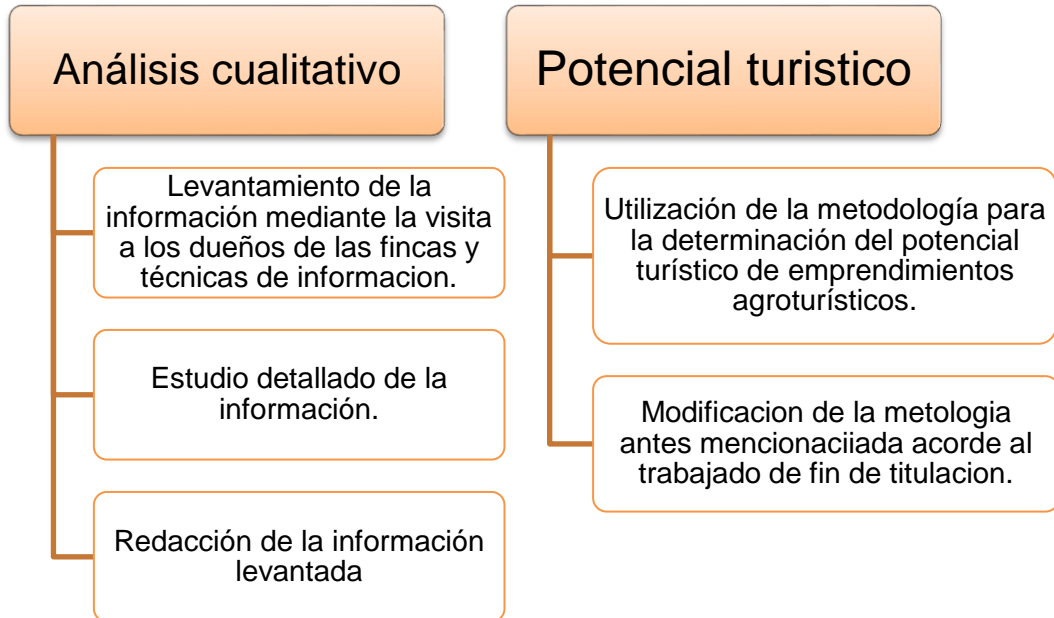 Análisis cualitativo
Levantamiento de la
información mediante la visita
a los dueños de las fincas y
técnicas de informacion.
Estudio detallado de la
información.
Redacción de la información
levantada
Potencial turistico
Utilización de la metodología para
la determinación del potencial
turístico de emprendimientos
agroturísticos.
Modificacion de la metologia
antes mencionaciiada acorde al
trabajado de fin de titulacion.